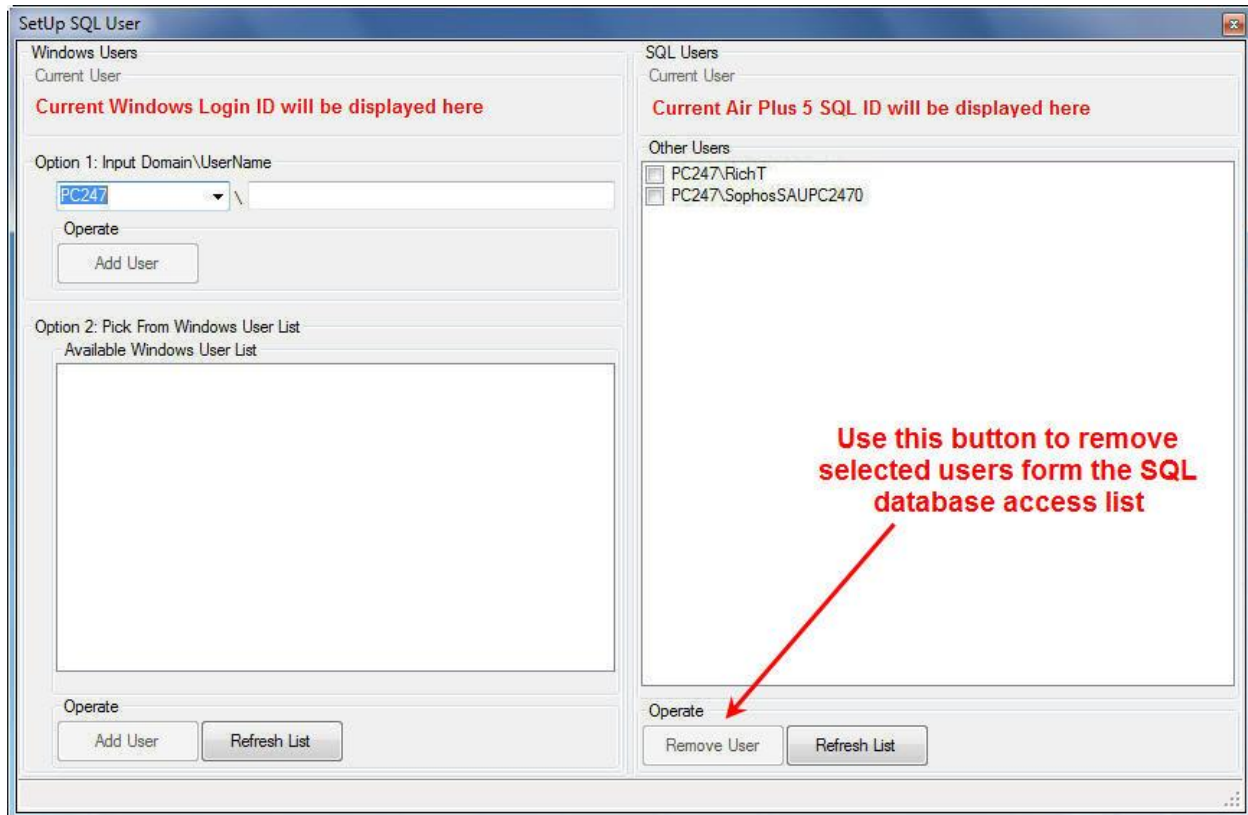 SetUp SQL User
Windows Users
Current User
Current Windows Login ID will be displayed here
Option 1: Input Domain\UserName
PC247 \
Operate
Add User
Option 2: Pick From Windows User List
Available Windows User List
Operate
Add User Refresh List
SQL Users
Current User
Current Air Plus 5 SQL ID will be displayed here
Other Users
PC247\RichT
PC247\SophosSAUPC2470
Use this button to remove
selected users form the SQL
database access list
Operate
Remove User Refresh List